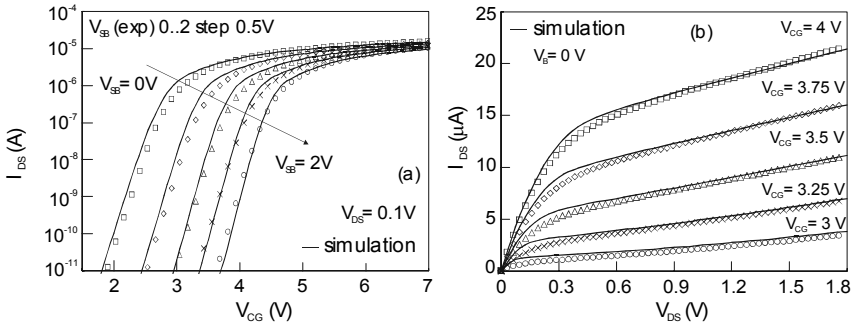 V_SB (exp) 0..2 step 0.5V
V_SB= 0V
V_SB= 2V
(a)
V_DS= 0.1V
— simulation
I_DS (A)
10^-4
10^-5
10^-6
10^-7
10^-8
10^-9
10^-10
10^-11
2 3 4 5 6 7
V_CG (V)
— simulation
V_B= 0 V
(b)
V_CG= 4 V
V_CG= 3.75 V
V_CG= 3.5 V
V_CG= 3.25 V
V_CG= 3 V
I_DS (µA)
25
20
15
10
5
0
0 0.3 0.6 0.9 1.2 1.5 1.8
V_DS (V)